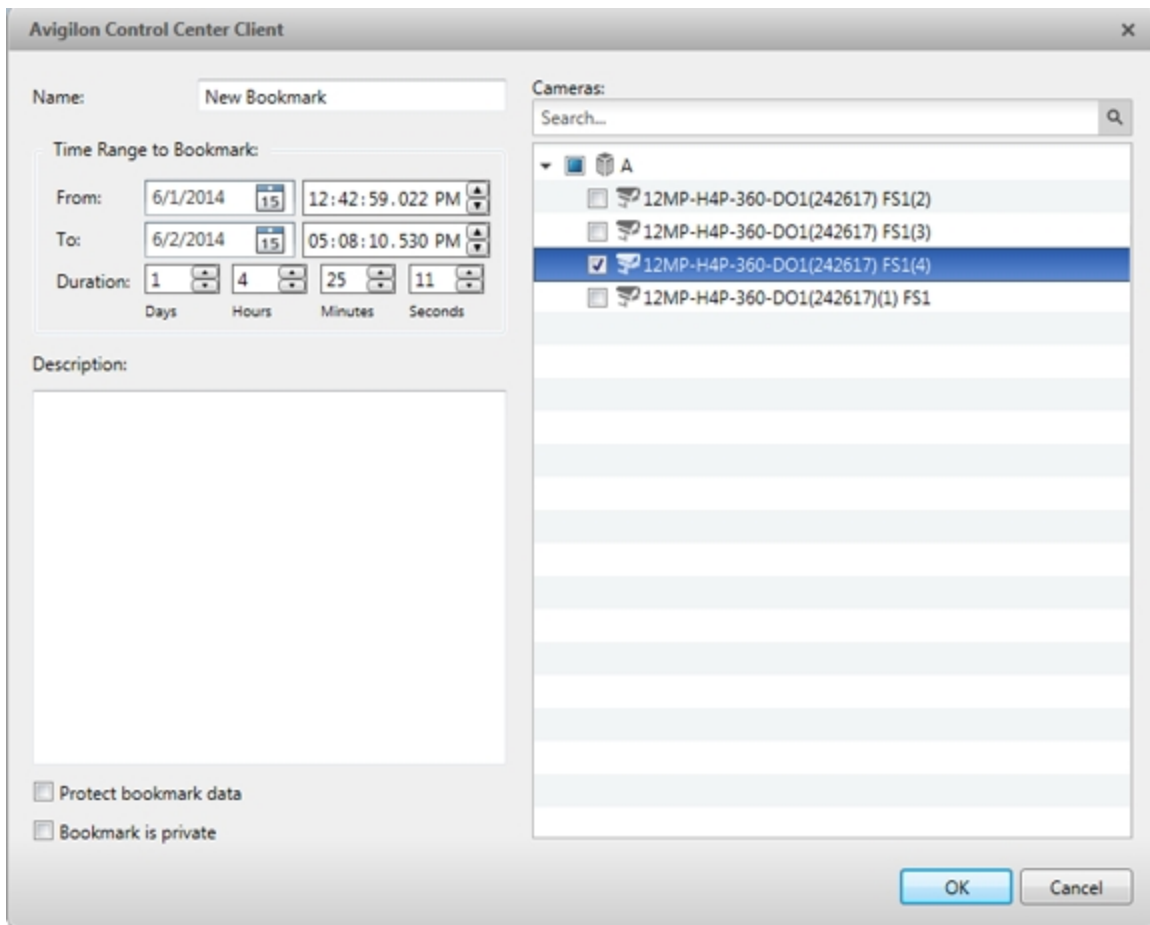 Avigilon Control Center Client
Name: New Bookmark
Time Range to Bookmark:
From: 6/1/2014 15 12:42:59.022 PM
To: 6/2/2014 15 05:08:10.530 PM
Duration: 1 4 25 11
Days Hours Minutes Seconds
Description:
Protect bookmark data
Bookmark is private
Cameras:
Search...
A
12MP-H4P-360-DO1(242617) FS1(2)
12MP-H4P-360-DO1(242617) FS1(3)
12MP-H4P-360-DO1(242617) FS1(4)
12MP-H4P-360-DO1(242617)(1) FS1
OK Cancel